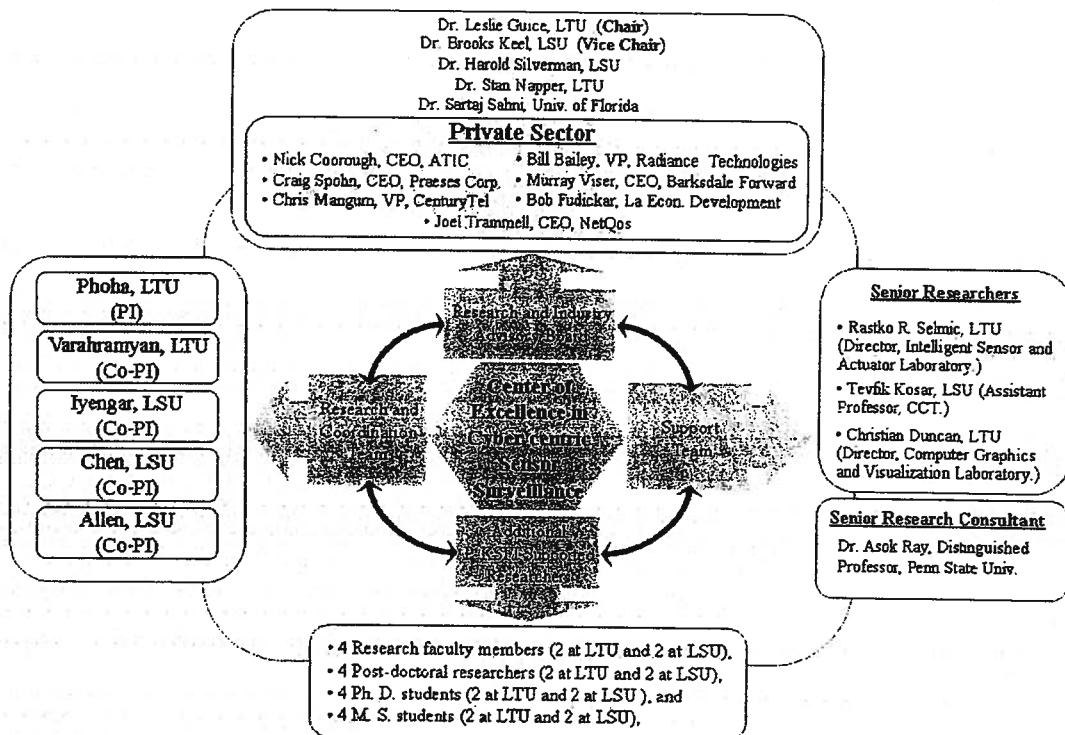 Dr. Leslie Guice, LTU (Chair)
Dr. Brooks Keel, LSU (Vice Chair)
Dr. Harold Silverman, LSU
Dr. Stan Napper, LTU
Dr. Sartaj Sahni, Univ. of Florida
Private Sector
• Nick Coorough, CEO, ATIC
• Craig Spohn, CEO, Praeses Corp.
• Chris Mangum, VP, CenturyTel
• Bill Bailey, VP, Radiance Technologies
• Murray Viser, CEO, Barksdale Forward
• Bob Fudickar, La Econ. Development
• Joel Trammell, CEO, NetQos
Phoha, LTU
(PI)
Varahramyan, LTU
(Co-PI)
Iyengar, LSU
(Co-PI)
Chen, LSU
(Co-PI)
Allen, LSU
(Co-PI)
Research and Industry
Advisory Board
Research and
Coordination
Team
Center of
Excellence in
Cyber centric
Sensor
Surveillance
Support
Team
Additional
Supported
Researchers
Senior Researchers
• Rastko R. Selmic, LTU
(Director, Intelligent Sensor and
Actuator Laboratory.)
• Tevfik Kosar, LSU (Assistant
Professor, CCT.)
• Christian Duncan, LTU
(Director, Computer Graphics
and Visualization Laboratory.)
Senior Research Consultant
Dr. Asok Ray, Distinguished
Professor, Penn State Univ.
• 4 Research faculty members (2 at LTU and 2 at LSU),
• 4 Post-doctoral researchers (2 at LTU and 2 at LSU),
• 4 Ph. D. students (2 at LTU and 2 at LSU ), and
• 4 M. S. students (2 at LTU and 2 at LSU),